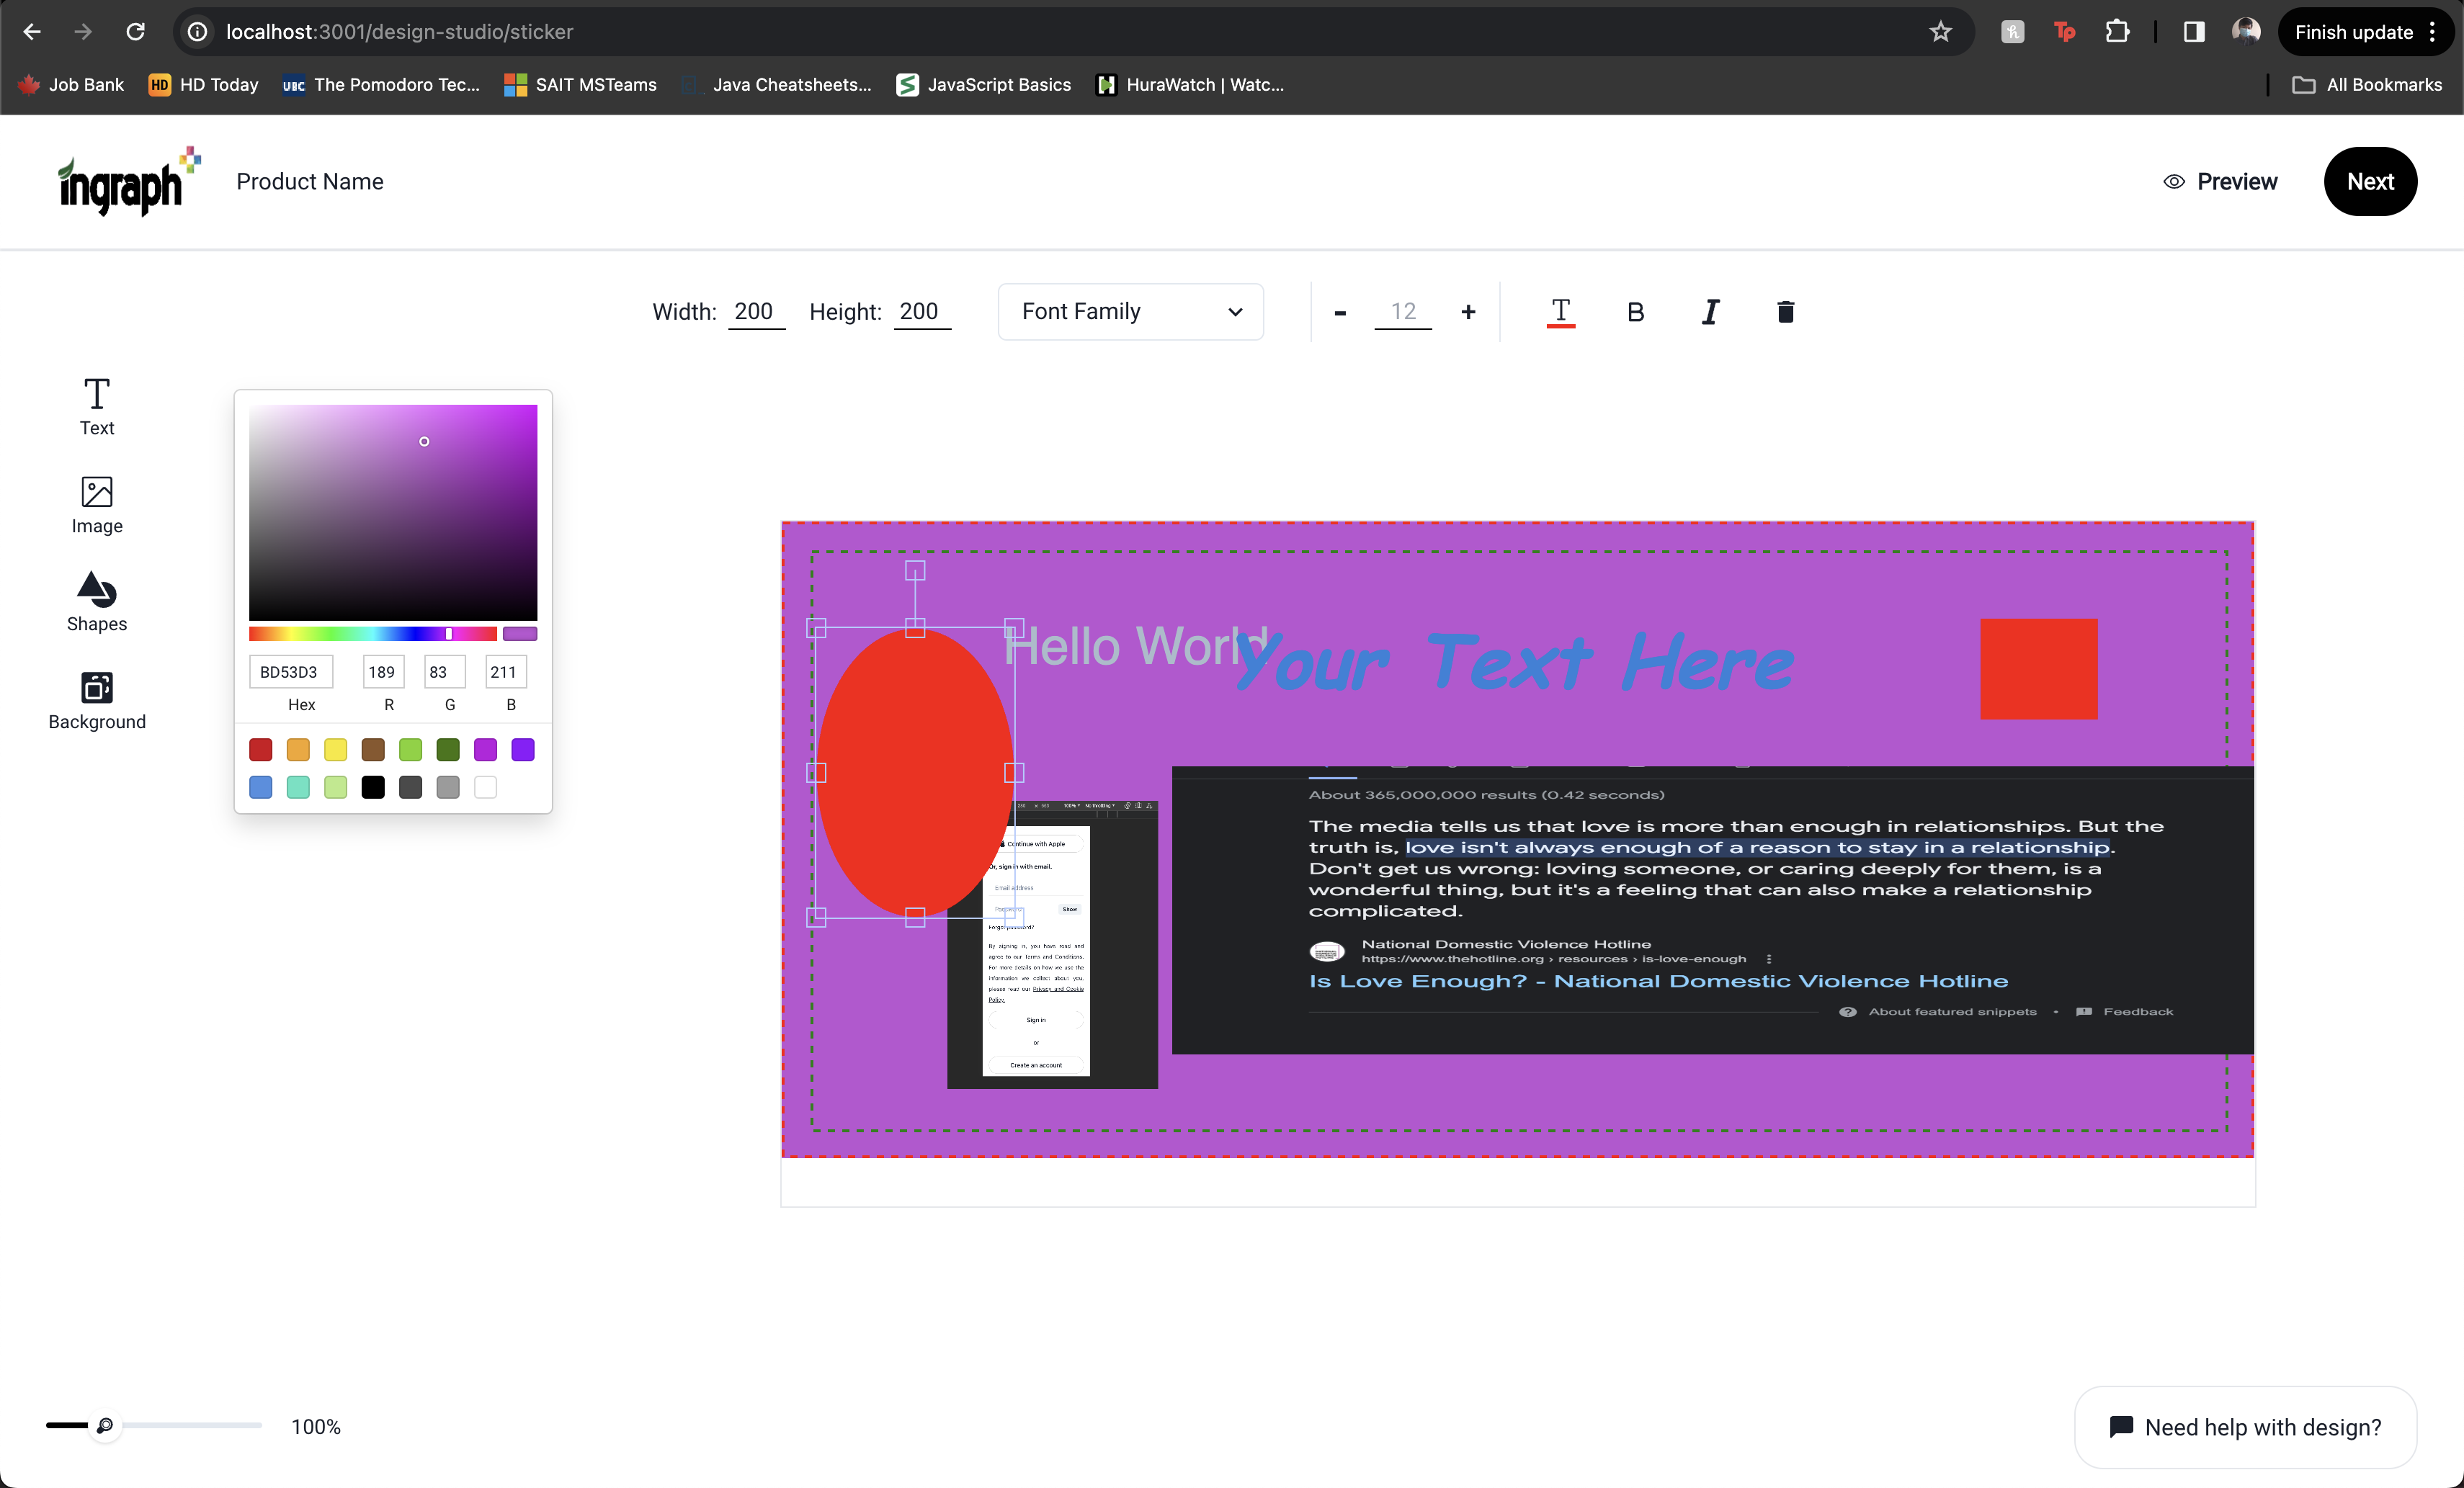 localhost:3001/design-studio/sticker
Finish update
Job Bank
HD HD Today
UBC The Pomodoro Tec...
SAIT MSTeams
Java Cheatsheets...
JavaScript Basics
HuraWatch | Watc...
All Bookmarks
ingraph
Product Name
Preview
Next
Width: 200
Height: 200
Font Family
- 12 +
T
B
I
Text
Image
Shapes
Background
BD53D3 189 83 211
Hex R G B
Hello World
Your Text Here
100% No throttling
Continue with Apple
Or, sign in with email.
Email address
Password
Show
Forgot password?
By signing in, you have read and
agree to our Terms and Conditions.
For more details on how we use the
information we collect about you,
please read our Privacy and Cookie
Policy.
Sign in
or
Create an account
About 365,000,000 results (0.42 seconds)
The media tells us that love is more than enough in relationships. But the
truth is, love isn't always enough of a reason to stay in a relationship.
Don't get us wrong: loving someone, or caring deeply for them, is a
wonderful thing, but it's a feeling that can also make a relationship
complicated.
National Domestic Violence Hotline
https://www.thehotline.org › resources › is-love-enough
Is Love Enough? - National Domestic Violence Hotline
About featured snippets • Feedback
100%
Need help with design?